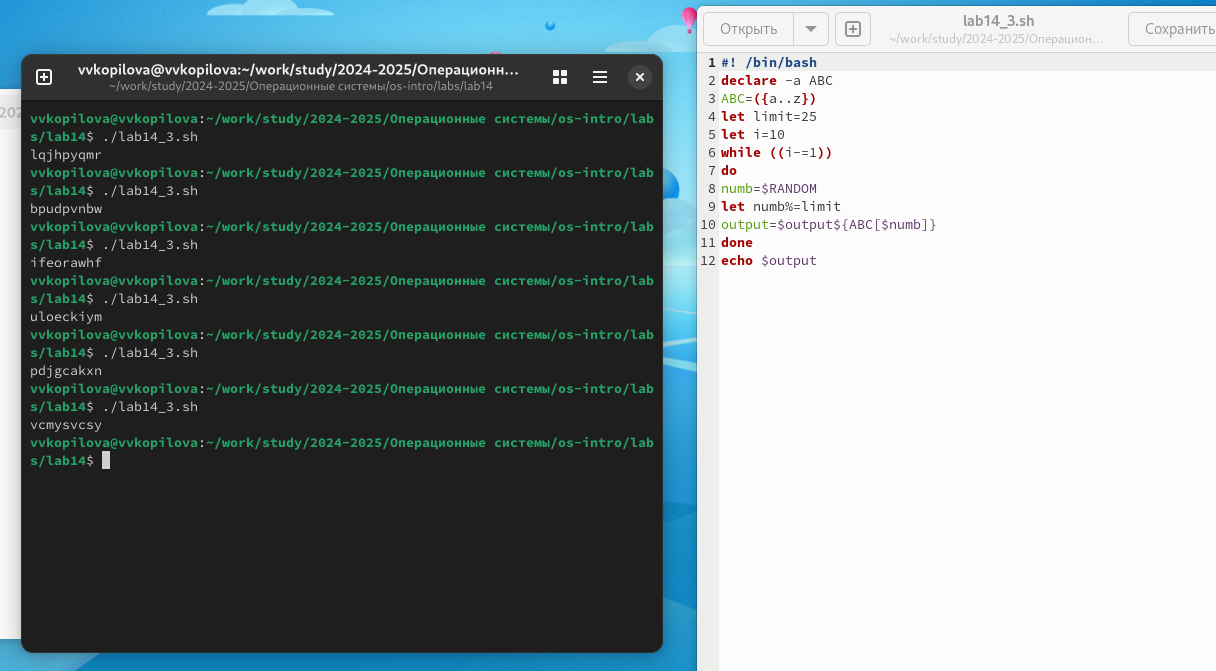 vvkopilova@vvkopilova:~/work/study/2024-2025/Операционн...
~/work/study/2024-2025/Операционные системы/os-intro/labs/lab14
vvkopilova@vvkopilova:~/work/study/2024-2025/Операционные системы/os-intro/lab
s/lab14$ ./lab14_3.sh
lqjhpyqmr
vvkopilova@vvkopilova:~/work/study/2024-2025/Операционные системы/os-intro/lab
s/lab14$ ./lab14_3.sh
bpudpvnbw
vvkopilova@vvkopilova:~/work/study/2024-2025/Операционные системы/os-intro/lab
s/lab14$ ./lab14_3.sh
ifeorawhf
vvkopilova@vvkopilova:~/work/study/2024-2025/Операционные системы/os-intro/lab
s/lab14$ ./lab14_3.sh
uloeckiym
vvkopilova@vvkopilova:~/work/study/2024-2025/Операционные системы/os-intro/lab
s/lab14$ ./lab14_3.sh
pdjgcakxn
vvkopilova@vvkopilova:~/work/study/2024-2025/Операционные системы/os-intro/lab
s/lab14$ ./lab14_3.sh
vcmysvcsy
vvkopilova@vvkopilova:~/work/study/2024-2025/Операционные системы/os-intro/lab
s/lab14$
Открыть
lab14_3.sh
~/work/study/2024-2025/Операцион...
Сохранить
1 #! /bin/bash
2 declare -a ABC
3 ABC=({a..z})
4 let limit=25
5 let i=10
6 while ((i-=1))
7 do
8 numb=$RANDOM
9 let numb%=limit
10 output=$output${ABC[$numb]}
11 done
12 echo $output